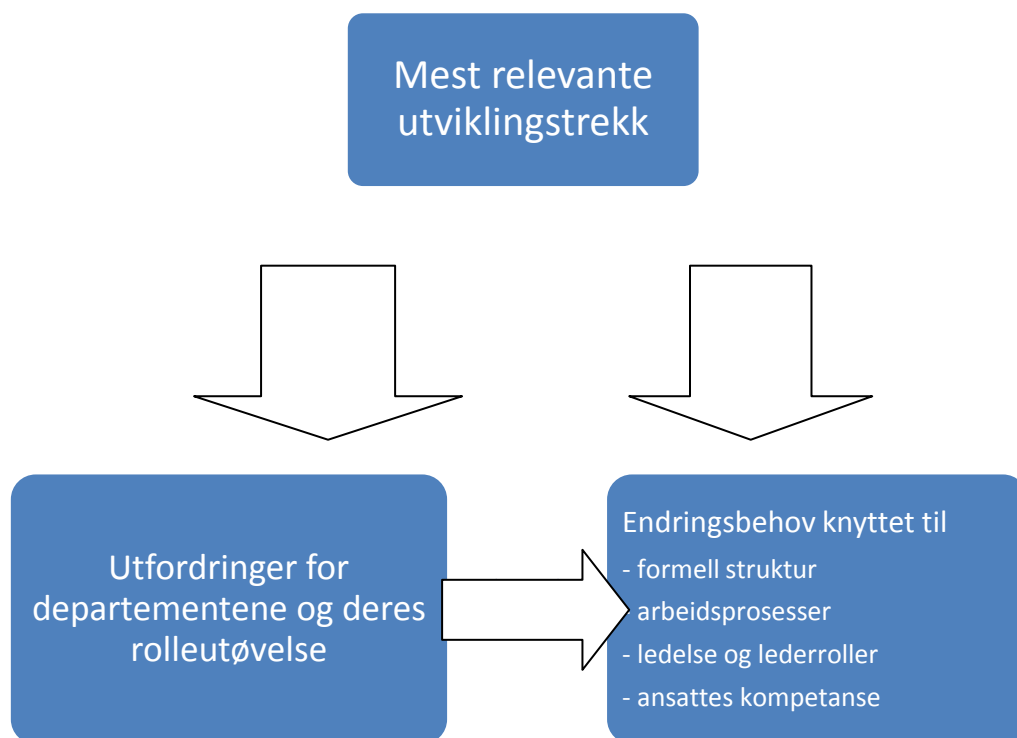 Mest relevante
utviklingstrekk
Utfordringer for
departementene og deres
rolleutøvelse
Endringsbehov knyttet til
- formell struktur
arbeidsprosesser
- ledelse og lederroller
- ansattes kompetanse